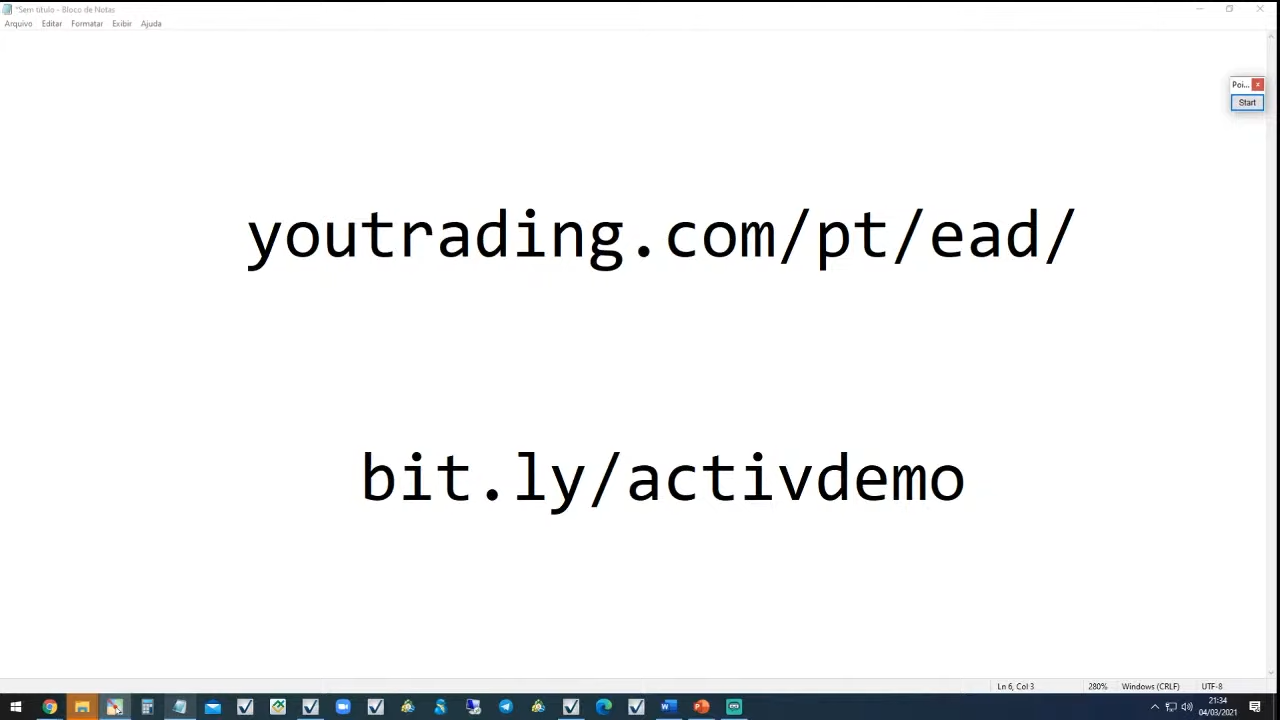 *Sem título - Bloco de Notas
Arquivo Editar Formatar Exibir Ajuda
Poi...
Start
youtrading.com/pt/ead/
bit.ly/activdemo
Ln 6, Col 3 280% Windows (CRLF) UTF-8
21:34
04/03/2021